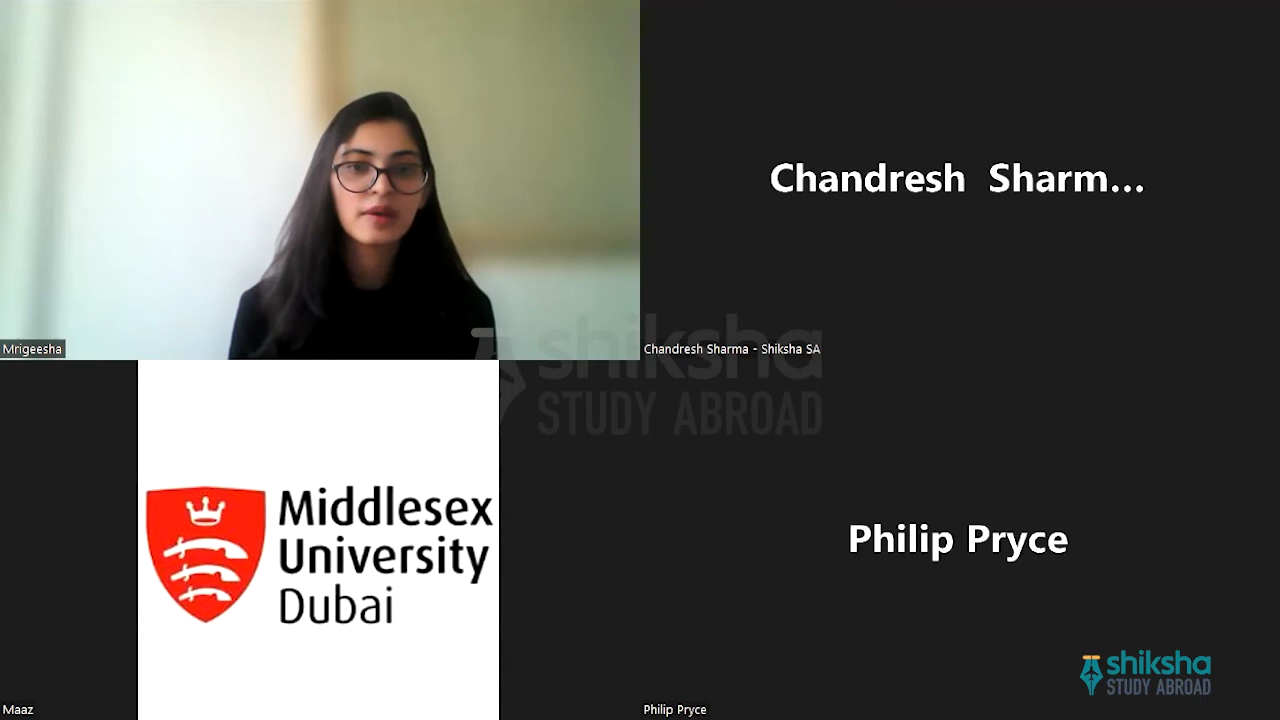 Chandresh  Sharm...
Mrigeesha
Chandresh Sharma - Shiksha SA
shiksha
STUDY ABROAD
Middlesex
University
Dubai
Philip Pryce
shiksha
STUDY ABROAD
Maaz
Philip Pryce